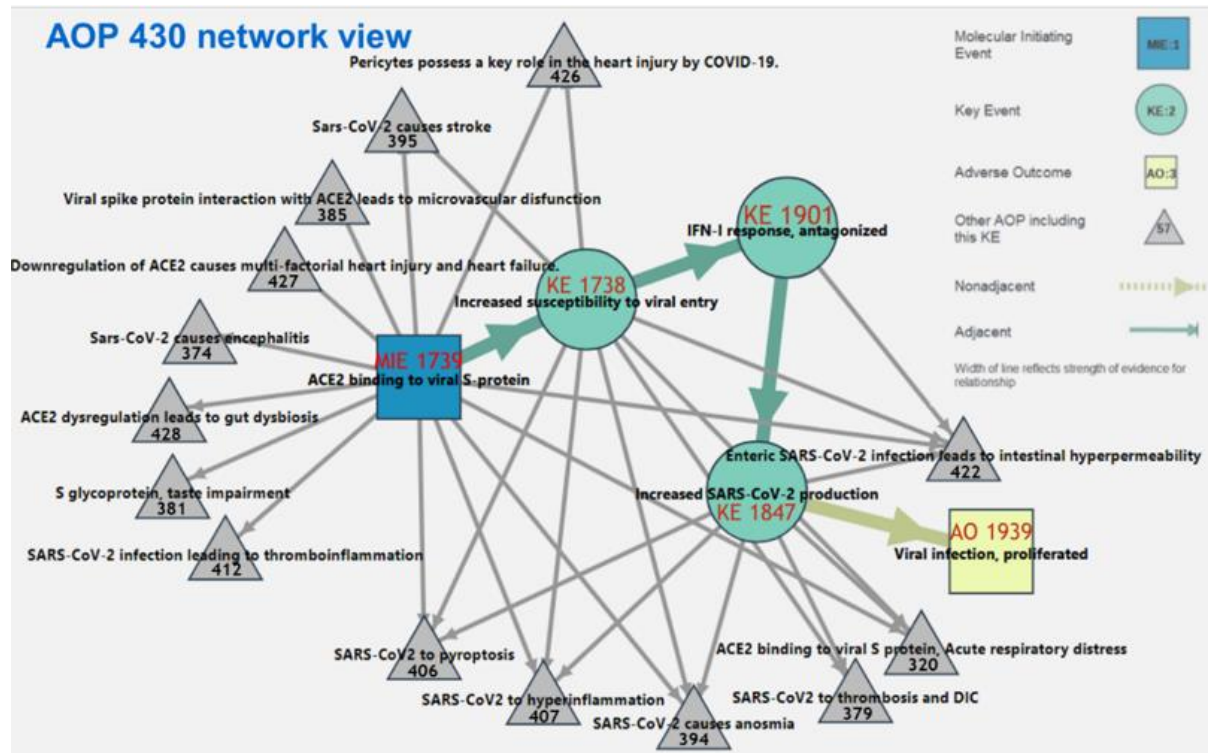 AOP 430 network view
Pericytes possess a key role in the heart injury by COVID-19.
426
Sars-CoV-2 causes stroke
395
Viral spike protein interaction with ACE2 leads to microvascular disfunction
385
Downregulation of ACE2 causes multi-factorial heart injury and heart failure.
427
Sars-CoV-2 causes encephalitis
374
ACE2 dysregulation leads to gut dysbiosis
428
S glycoprotein, taste impairment
381
SARS-CoV-2 infection leading to thromboinflammation
412
MIE 1739
ACE2 binding to viral S-protein
KE 1738
Increased susceptibility to viral entry
KE 1901
IFN-I response, antagonized
Enteric SARS-CoV-2 infection leads to intestinal hyperpermeability
422
Increased SARS-CoV-2 production
KE 1847
AO 1939
Viral infection, proliferated
SARS-CoV2 to pyroptosis
406
SARS-CoV2 to hyperinflammation
407
SARS-CoV-2 causes anosmia
394
SARS-CoV2 to thrombosis and DIC
379
ACE2 binding to viral S protein, Acute respiratory distress
320
Molecular Initiating
Event
MIE:1
Key Event
KE:2
Adverse Outcome
AO:3
Other AOP including
this KE
57
Nonadjacent
Adjacent
Width of line reflects strength of evidence for
relationship